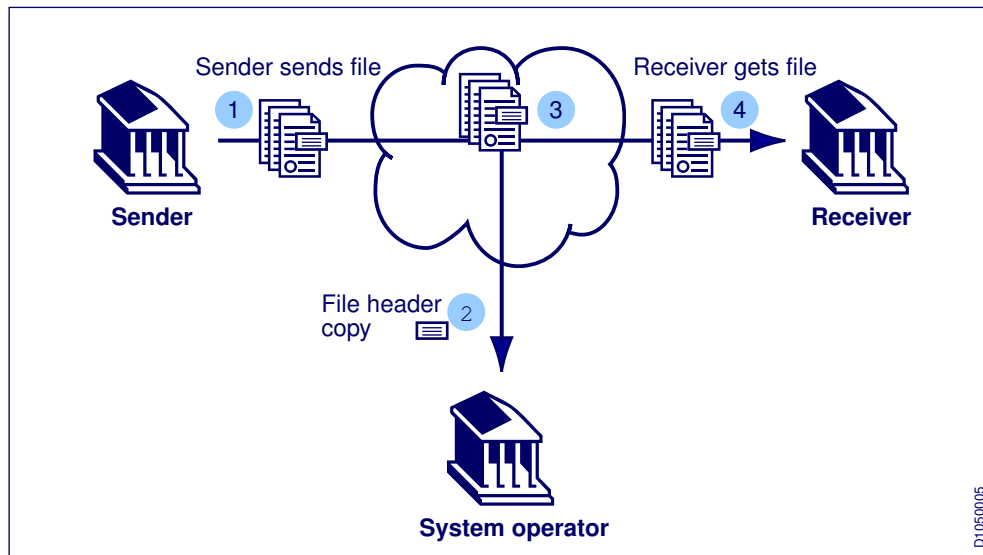 Sender sends file
Receiver gets file
1
3
4
Sender
Receiver
File header
copy
2
System operator
D1050005